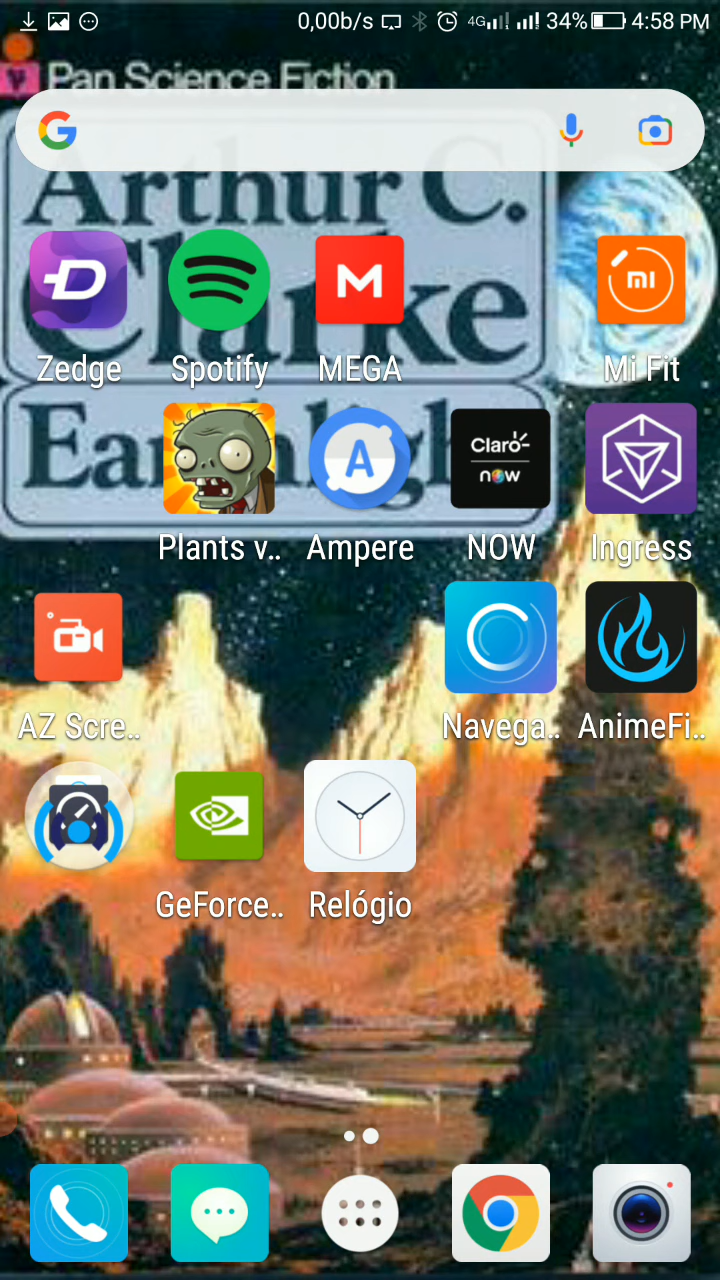 0,00b/s 4G 34% 4:58 PM
Pan Science Fiction
Arthur C.
Clarke
Zedge Spotify MEGA Mi Fit
Claro
now
Plants v.. Ampere NOW Ingress
AZ Scre.. Navega.. AnimeFi..
GeForce.. Relógio